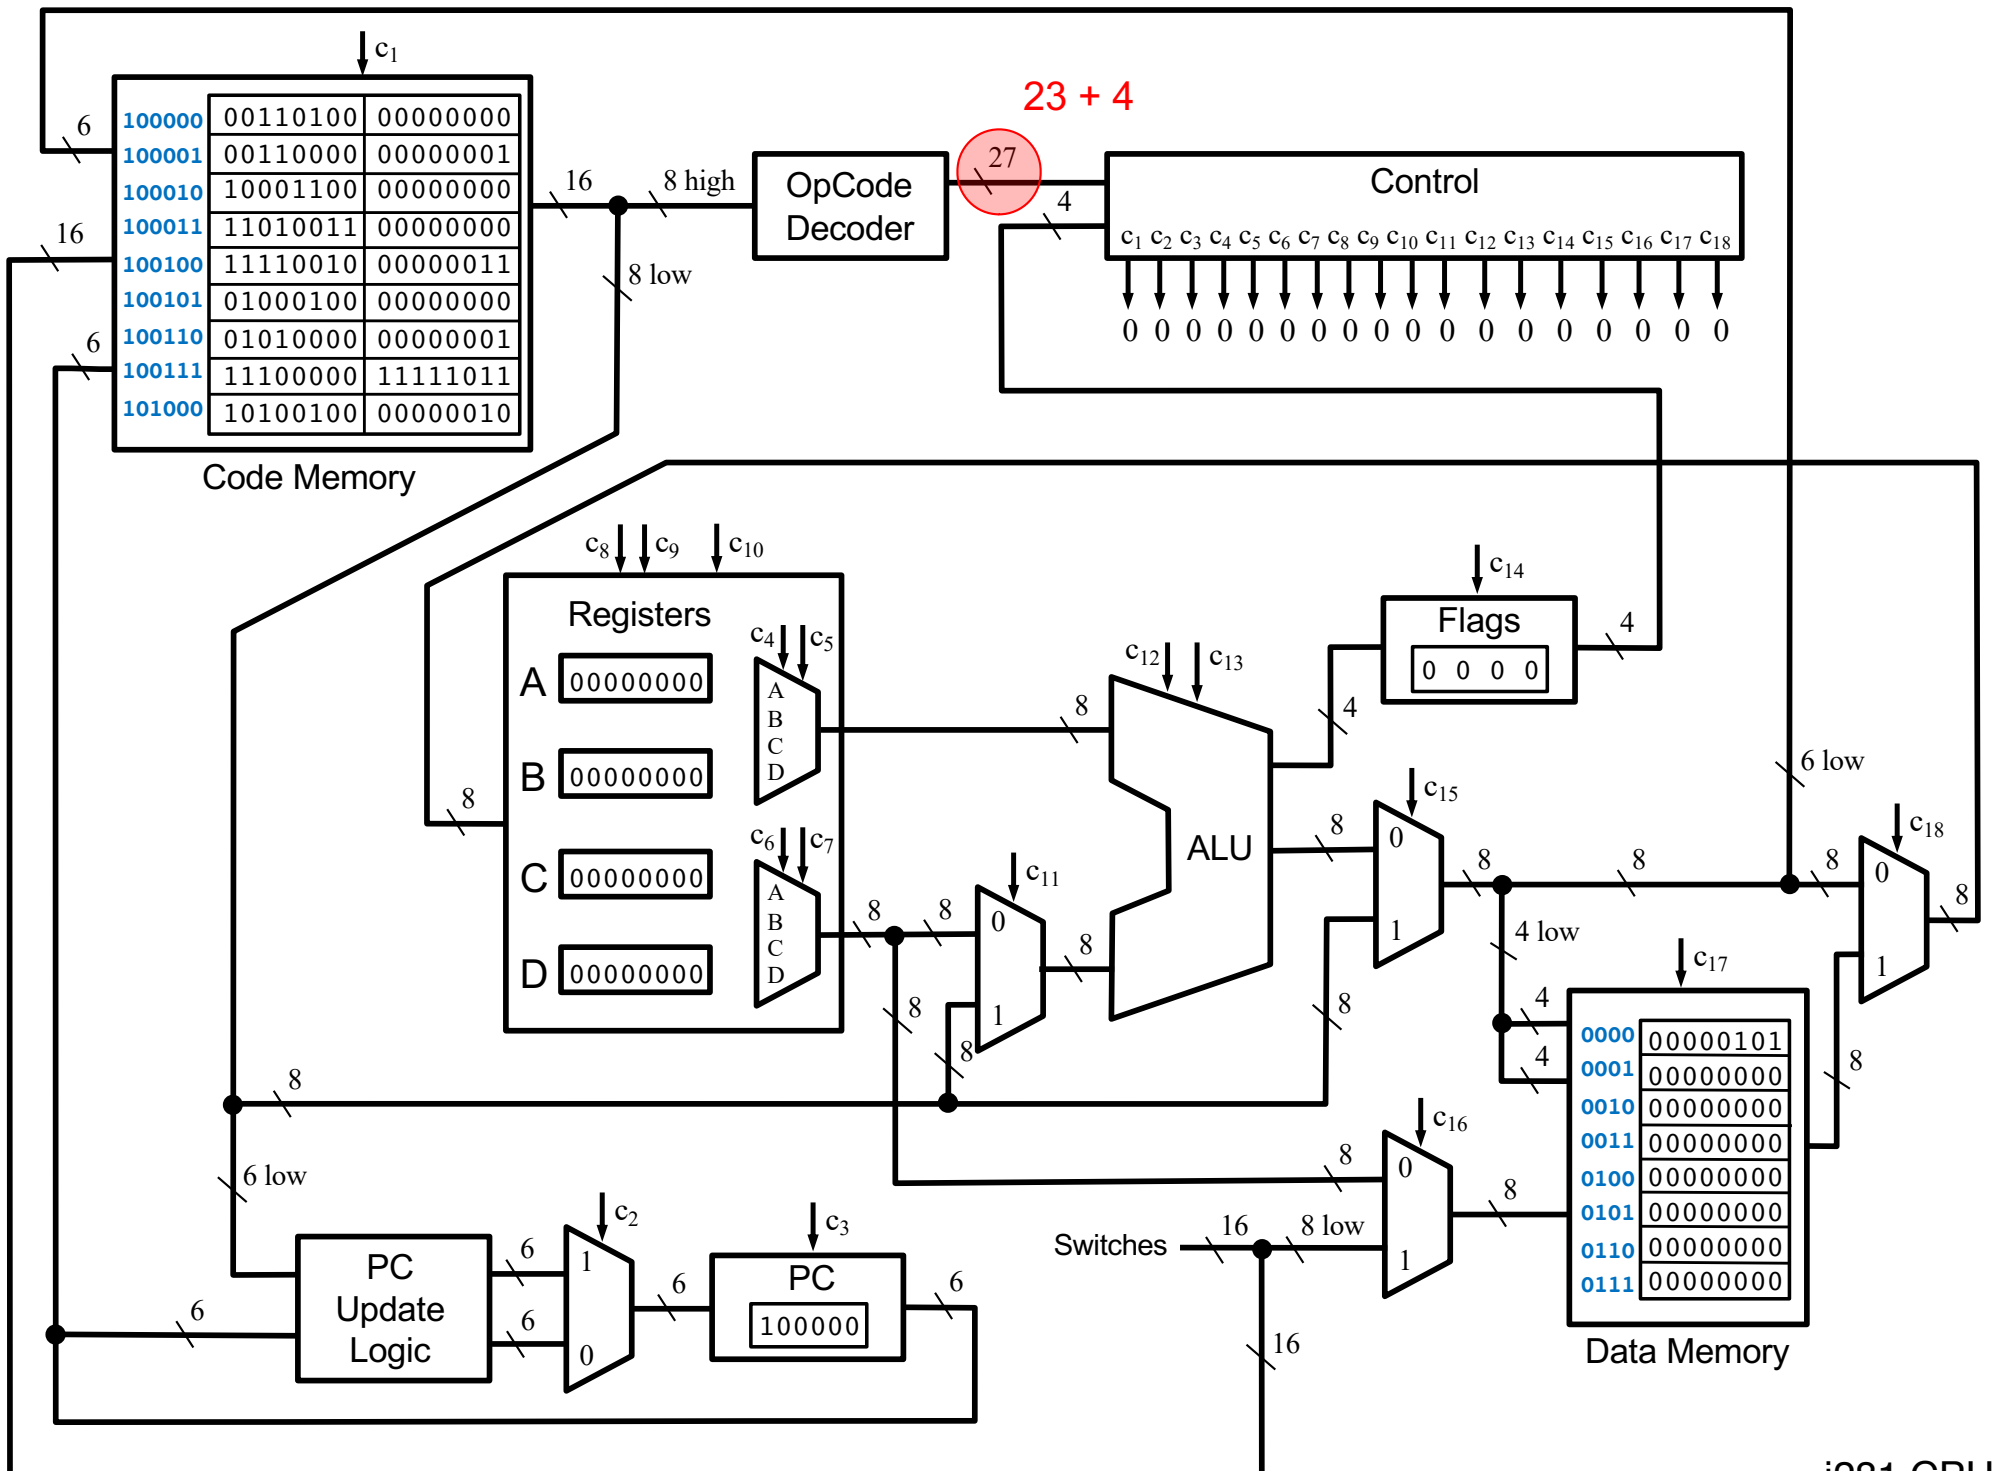 c1
23 + 4
6
16
6
100000 00110100 00000000
100001 00110000 00000001
100010 10001100 00000000
100011 11010011 00000000
100100 11110010 00000011
100101 01000100 00000000
100110 01010000 00000001
100111 11100000 11111011
101000 10100100 00000010
Code Memory
16
8 high
8 low
OpCode
Decoder
27
4
Control
c1 c2 c3 c4 c5 c6 c7 c8 c9 c10 c11 c12 c13 c14 c15 c16 c17 c18
0 0 0 0 0 0 0 0 0 0 0 0 0 0 0 0 0 0
c8 c9 c10
8
Registers
A 00000000
B 00000000
C 00000000
D 00000000
c4 c5
A
B
C
D
c6 c7
A
B
C
D
8
8
8
8
c11
0
1
8
8
c12 c13
ALU
c14
Flags
0 0 0 0
4
4
8
c15
0
1
8
8
8
6 low
8
c18
0
1
8
4 low
4
4
c17
0000 00000101
0001 00000000
0010 00000000
0011 00000000
0100 00000000
0101 00000000
0110 00000000
0111 00000000
Data Memory
8
8
6 low
6
PC
Update
Logic
6
6
c2
1
0
6
c3
PC
100000
6
c16
0
1
8
8
Switches
16
8 low
16